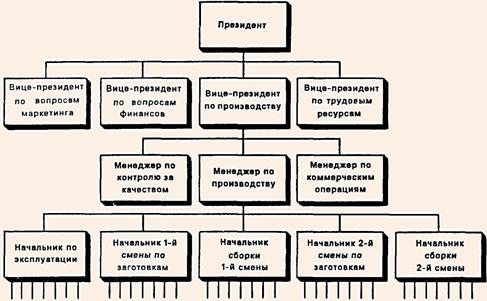 Президент
Вице-президент
по вопросам
маркетинга
Вице-президент
по вопросам
финансов
Вице-президент
по производству
Вице-президент
по трудовым
ресурсам
Менеджер по
контролю за
качеством
Менеджер по
производству
Менеджер по
коммерческим
операциям
Начальник по
эксплуатации
Начальник 1-й
смены по
заготовкам
Начальник
сборки
1-й смены
Начальник 2-й
смены по
заготовкам
Начальник
сборки
2-й смены